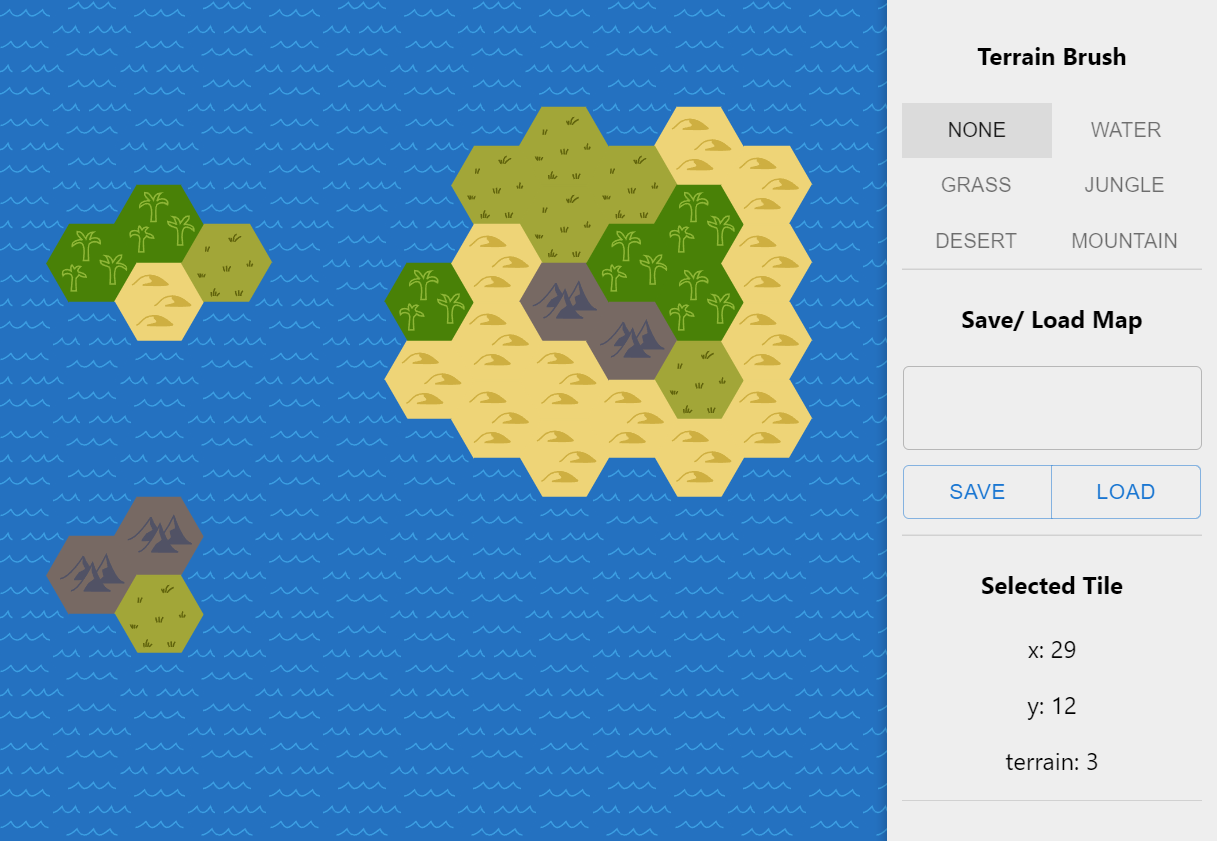 Terrain Brush
NONE WATER
GRASS JUNGLE
DESERT MOUNTAIN
Save/ Load Map
SAVE LOAD
Selected Tile
x: 29
y: 12
terrain: 3